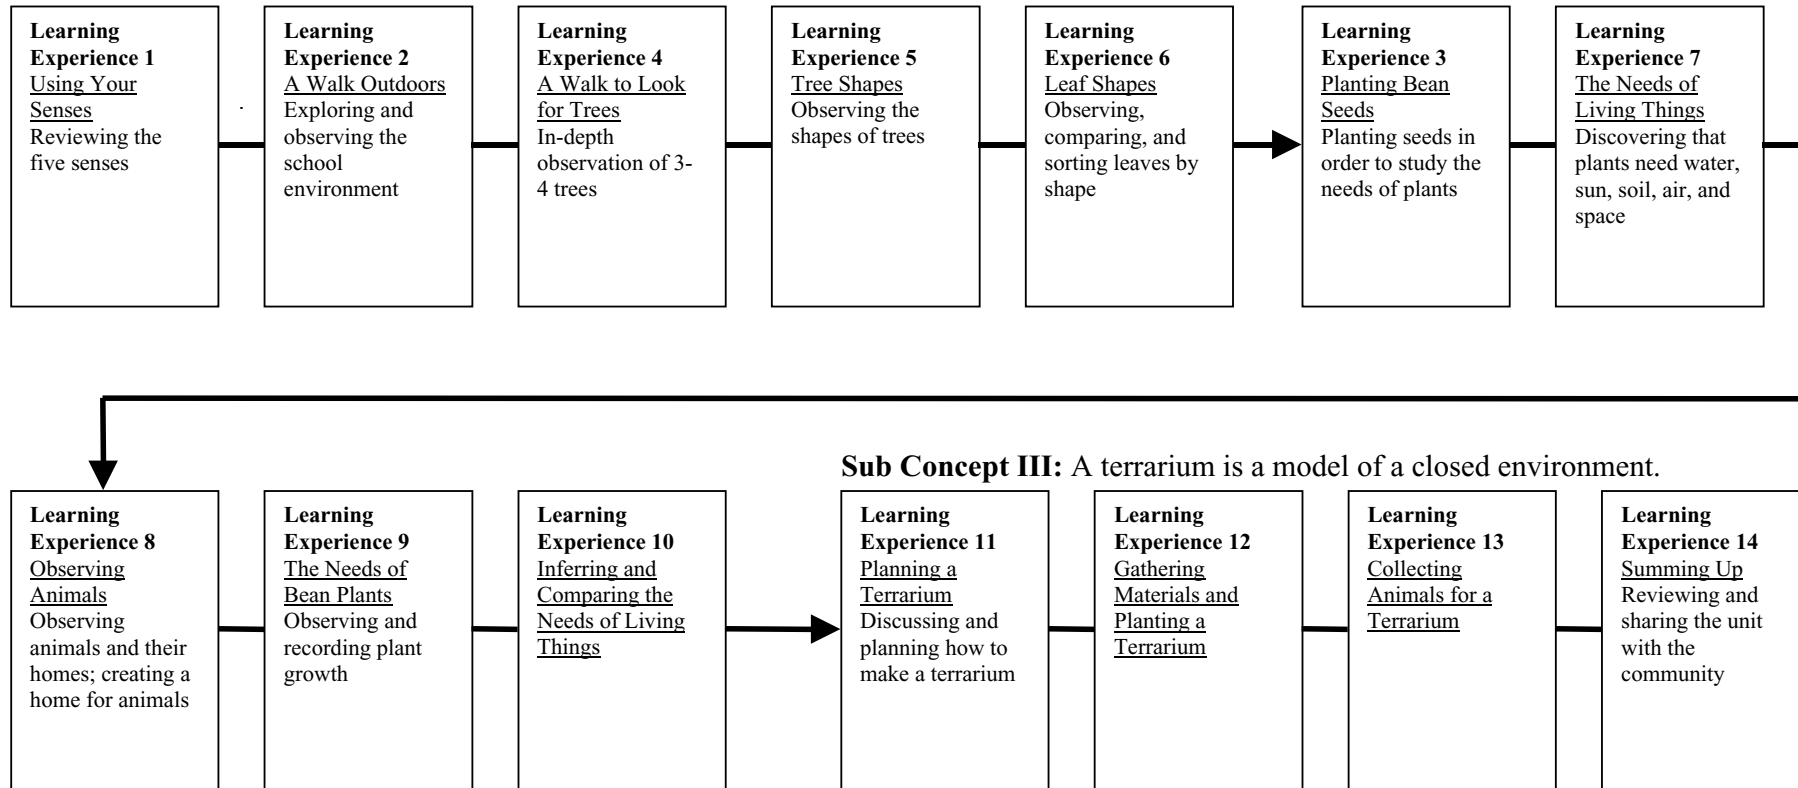 Learning
Experience 1
Using Your
Senses
Reviewing the
five senses
Learning
Experience 2
A Walk Outdoors
Exploring and
observing the
school
environment
Learning
Experience 4
A Walk to Look
for Trees
In-depth
observation of 3-
4 trees
Learning
Experience 5
Tree Shapes
Observing the
shapes of trees
Learning
Experience 6
Leaf Shapes
Observing,
comparing, and
sorting leaves by
shape
Learning
Experience 3
Planting Bean
Seeds
Planting seeds in
order to study the
needs of plants
Learning
Experience 7
The Needs of
Living Things
Discovering that
plants need water,
sun, soil, air, and
space
Sub Concept III: A terrarium is a model of a closed environment.
Learning
Experience 8
Observing
Animals
Observing
animals and their
homes; creating a
home for animals
Learning
Experience 9
The Needs of
Bean Plants
Observing and
recording plant
growth
Learning
Experience 10
Inferring and
Comparing the
Needs of Living
Things
Learning
Experience 11
Planning a
Terrarium
Discussing and
planning how to
make a terrarium
Learning
Experience 12
Gathering
Materials and
Planting a
Terrarium
Learning
Experience 13
Collecting
Animals for a
Terrarium
Learning
Experience 14
Summing Up
Reviewing and
sharing the unit
with the
community